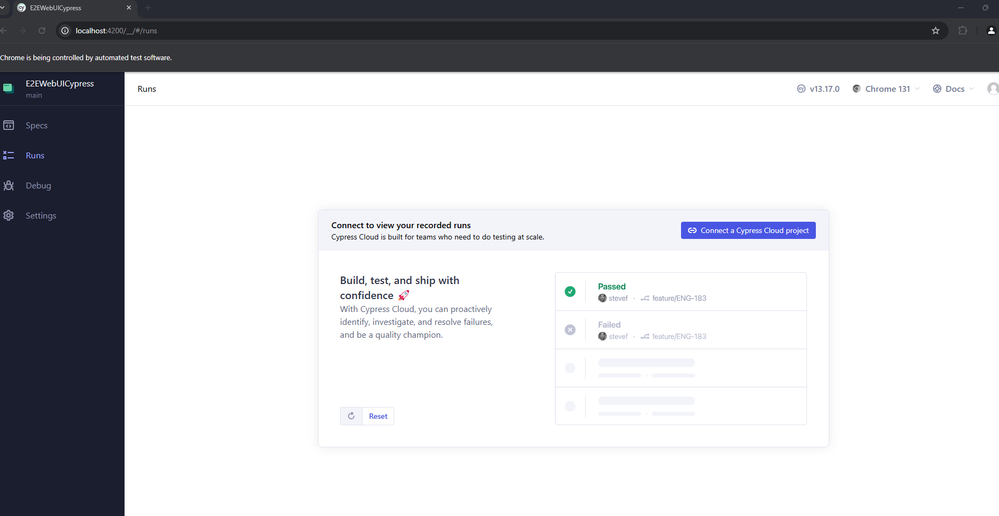 E2EWebUICypress
localhost:4200/__/#/runs
Chrome is being controlled by automated test software.
E2EWebUICypress
main
Specs
Runs
Debug
Settings
Runs
v13.17.0
Chrome 131
Docs
Connect to view your recorded runs
Cypress Cloud is built for teams who need to do testing at scale.
Connect a Cypress Cloud project
Build, test, and ship with
confidence 🚀
With Cypress Cloud, you can proactively
identify, investigate, and resolve failures,
and be a quality champion.
Reset
Passed
stevef · feature/ENG-183
Failed
stevef · feature/ENG-183